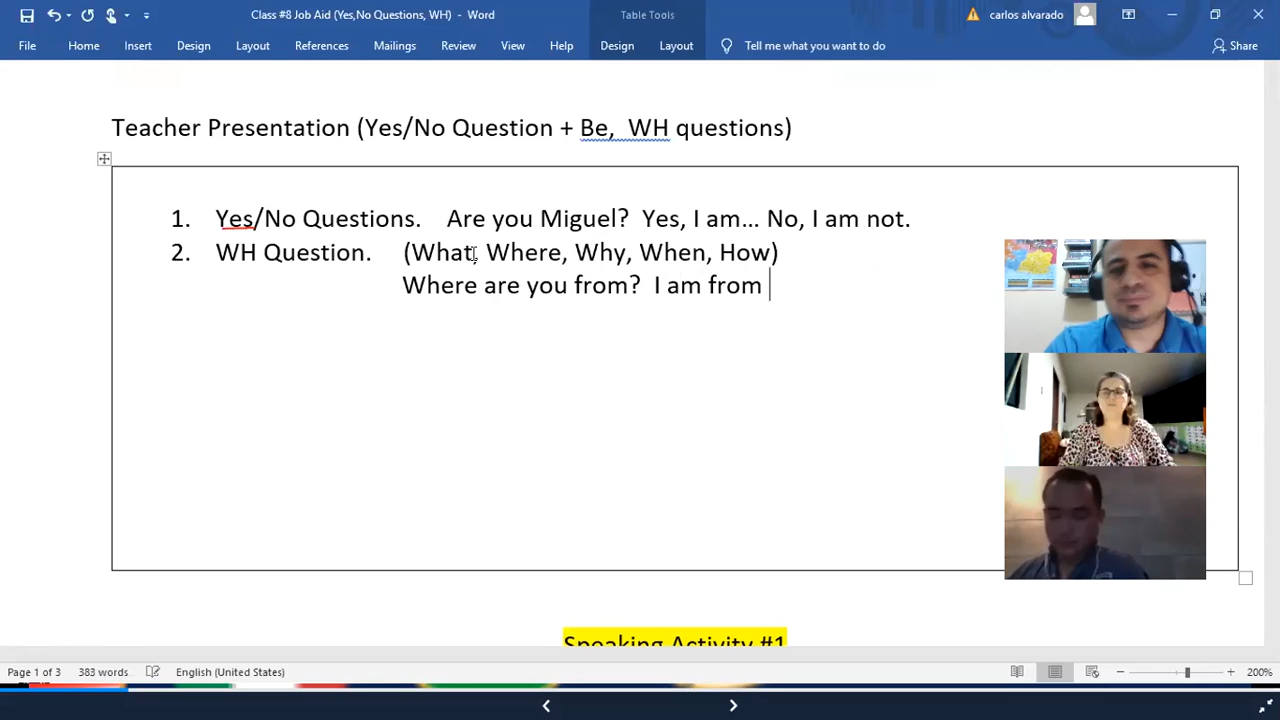 Class #8 Job Aid (Yes,No Questions, WH) - Word
Table Tools
carlos alvarado
File Home Insert Design Layout References Mailings Review View Help Design Layout Tell me what you want to do Share
Teacher Presentation (Yes/No Question + Be, WH questions)
1. Yes/No Questions. Are you Miguel? Yes, I am... No, I am not.
2. WH Question. (What, Where, Why, When, How)
Where are you from? I am from
Speaking Activity #1
Page 1 of 3 383 words English (United States) 200%